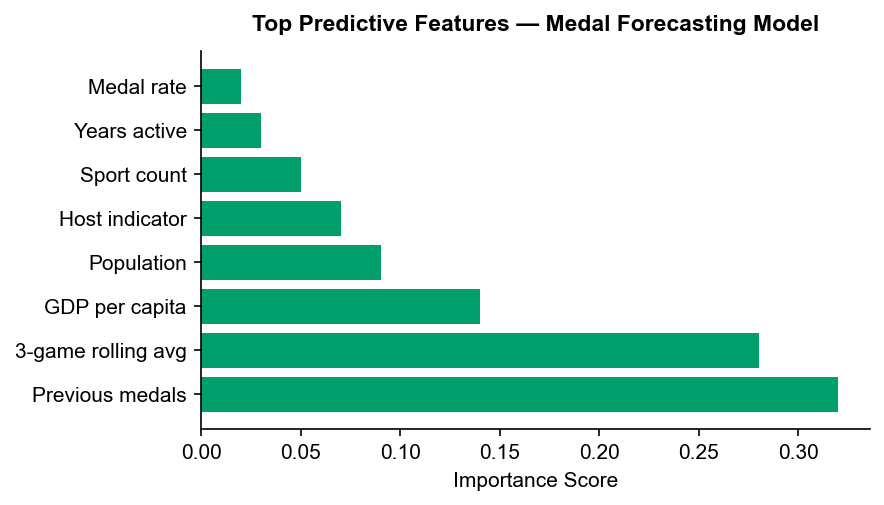 Top Predictive Features — Medal Forecasting Model
Medal rate
Years active
Sport count
Host indicator
Population
GDP per capita
3-game rolling avg
Previous medals
0.00 0.05 0.10 0.15 0.20 0.25 0.30
Importance Score